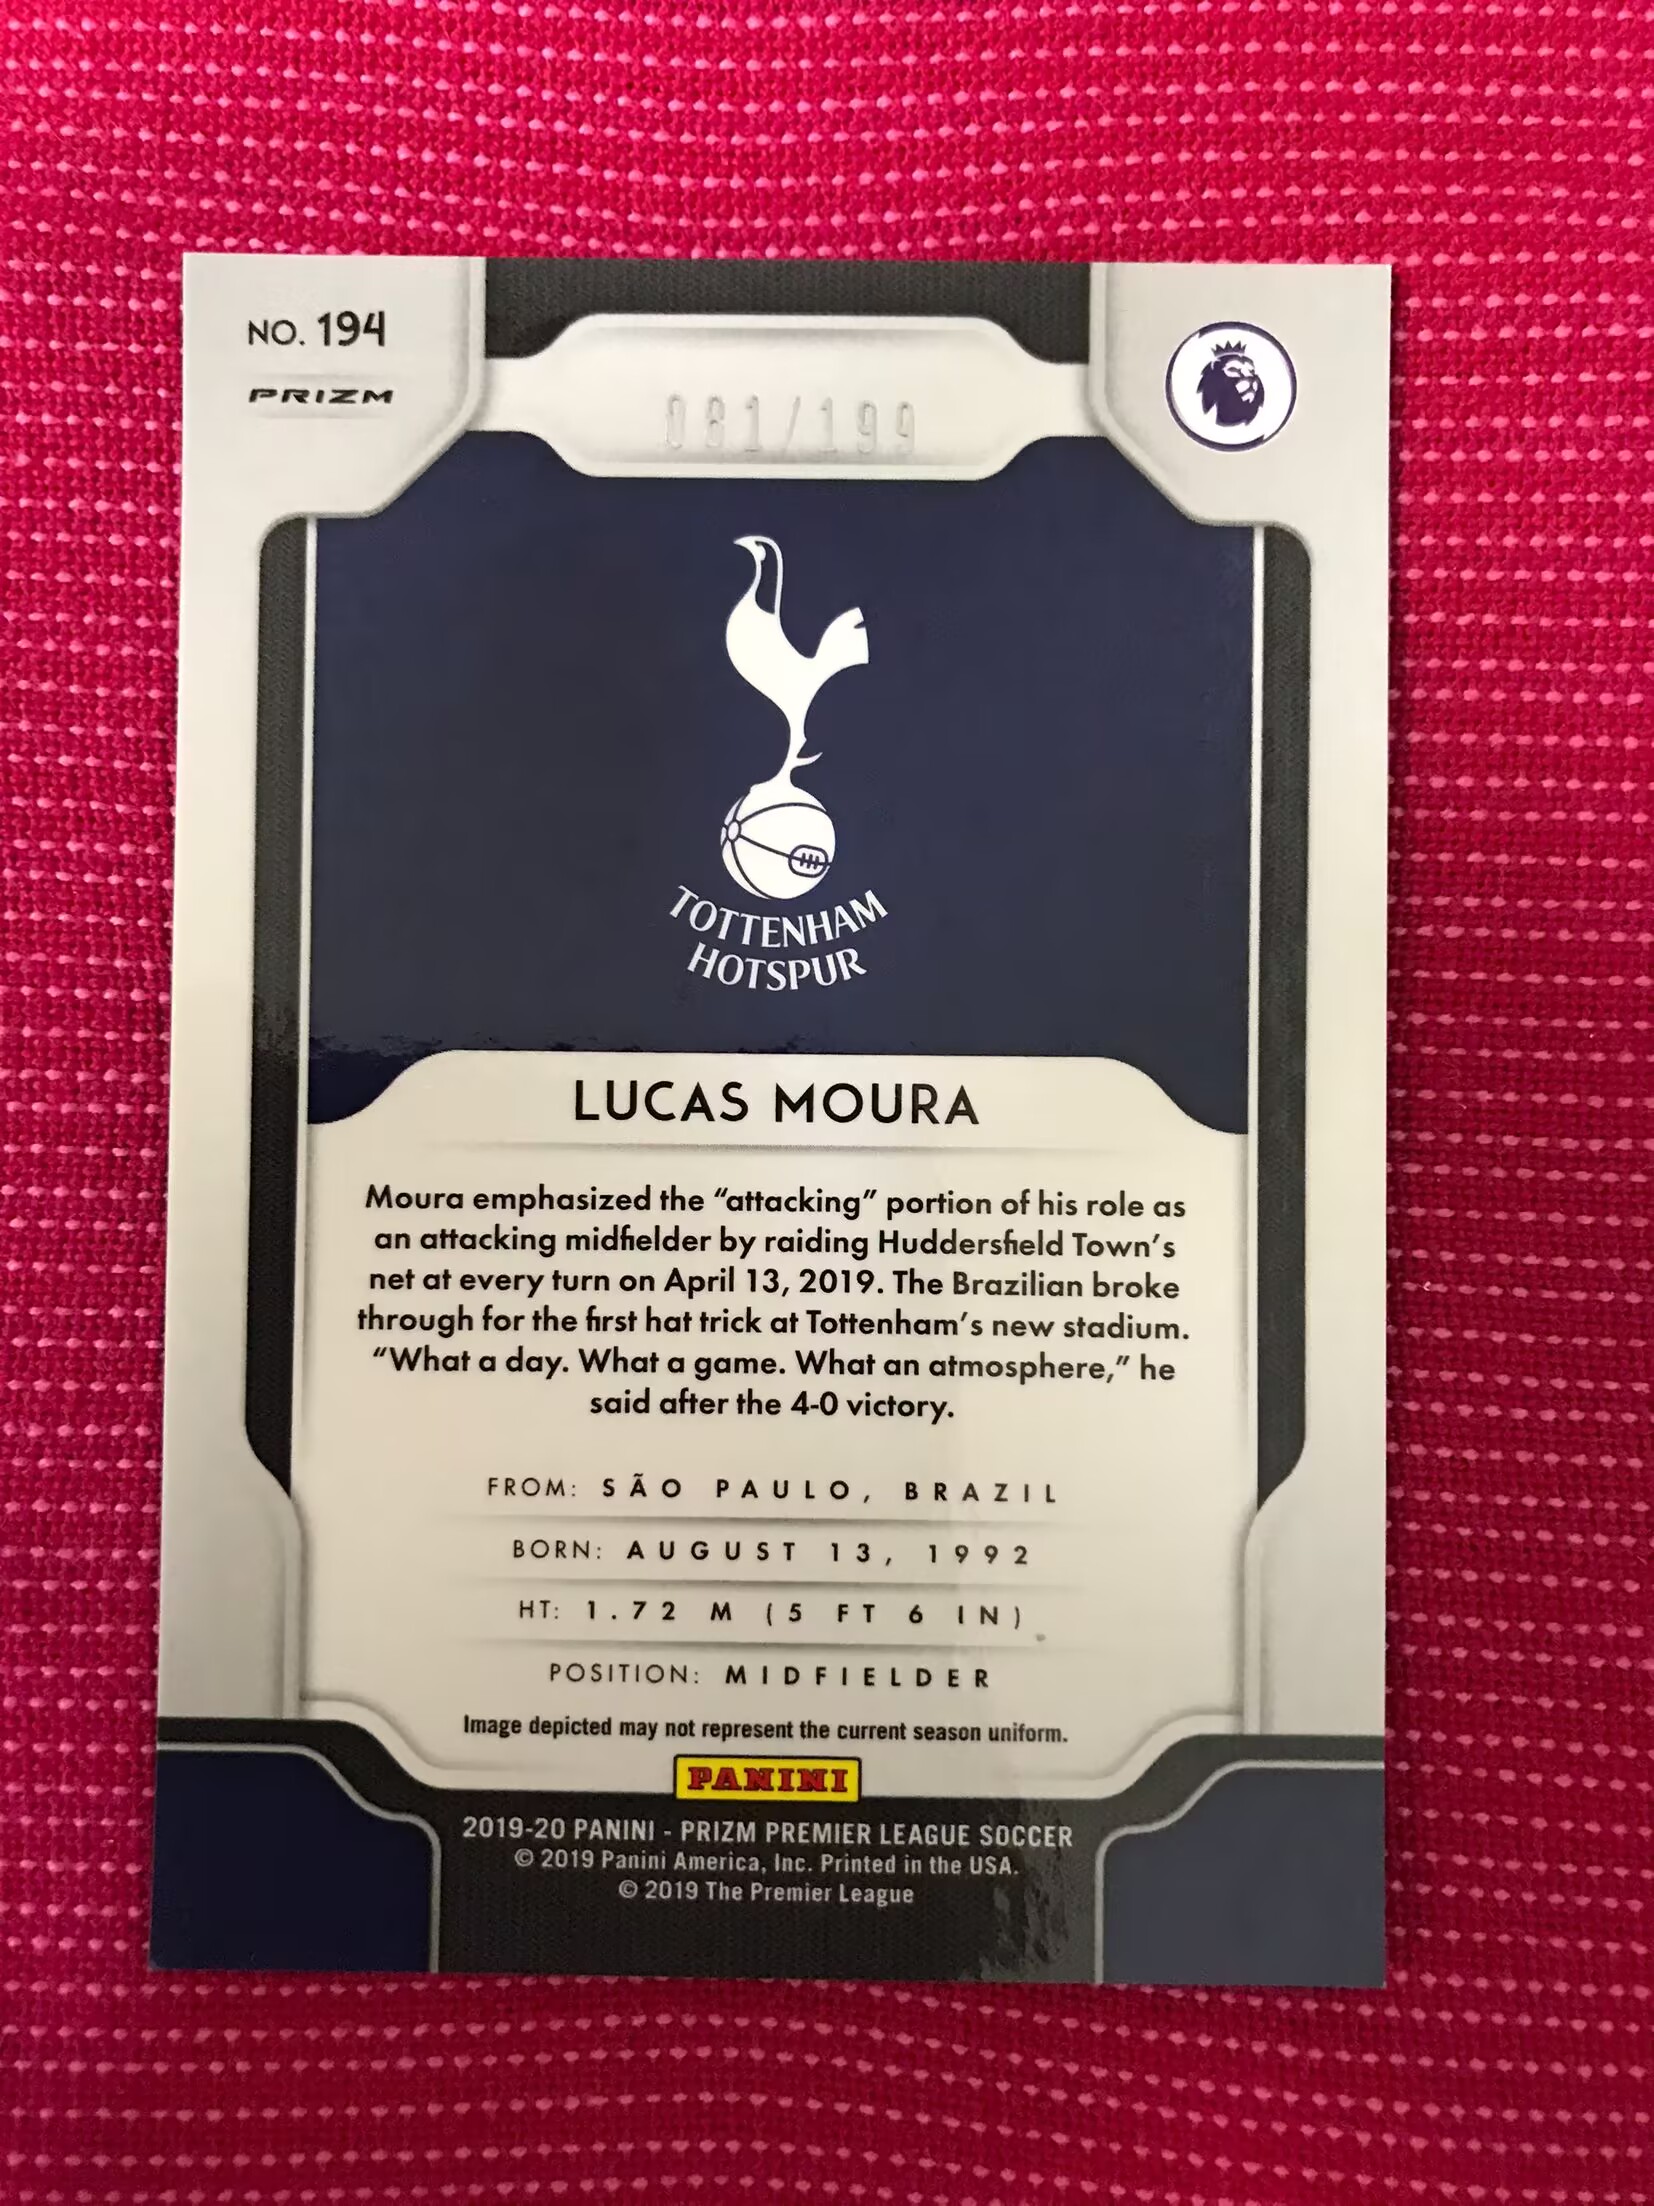 NO. 194
PRIZM
081/199
TOTTENHAM
HOTSPUR
LUCAS MOURA
Moura emphasized the “attacking” portion of his role as
an attacking midfielder by raiding Huddersfield Town’s
net at every turn on April 13, 2019. The Brazilian broke
through for the first hat trick at Tottenham’s new stadium.
“What a day. What a game. What an atmosphere,” he
said after the 4-0 victory.
FROM: SÃO PAULO, BRAZIL
BORN: AUGUST 13, 1992
HT: 1.72 M (5 FT 6 IN)
POSITION: MIDFIELDER
Image depicted may not represent the current season uniform.
PANINI
2019-20 PANINI - PRIZM PREMIER LEAGUE SOCCER
© 2019 Panini America, Inc. Printed in the USA.
© 2019 The Premier League